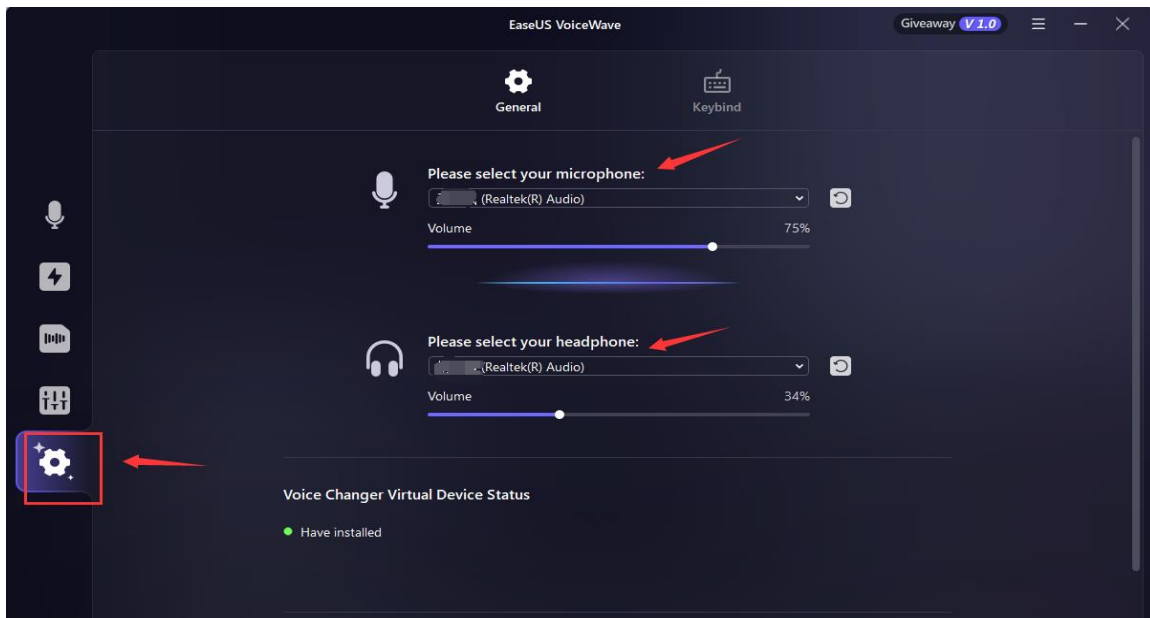 EaseUS VoiceWave
Giveaway V 1.0
General
Keybind
Please select your microphone:
(Realtek(R) Audio)
Volume
75%
Please select your headphone:
(Realtek(R) Audio)
Volume
34%
Voice Changer Virtual Device Status
Have installed